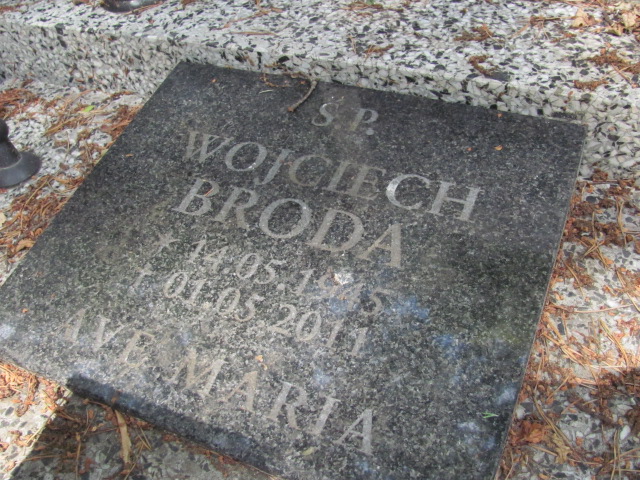 Ś.P.
WOJCIECH
BRODA
* 14.05.1945
† 01.05.2011
AVE MARIA